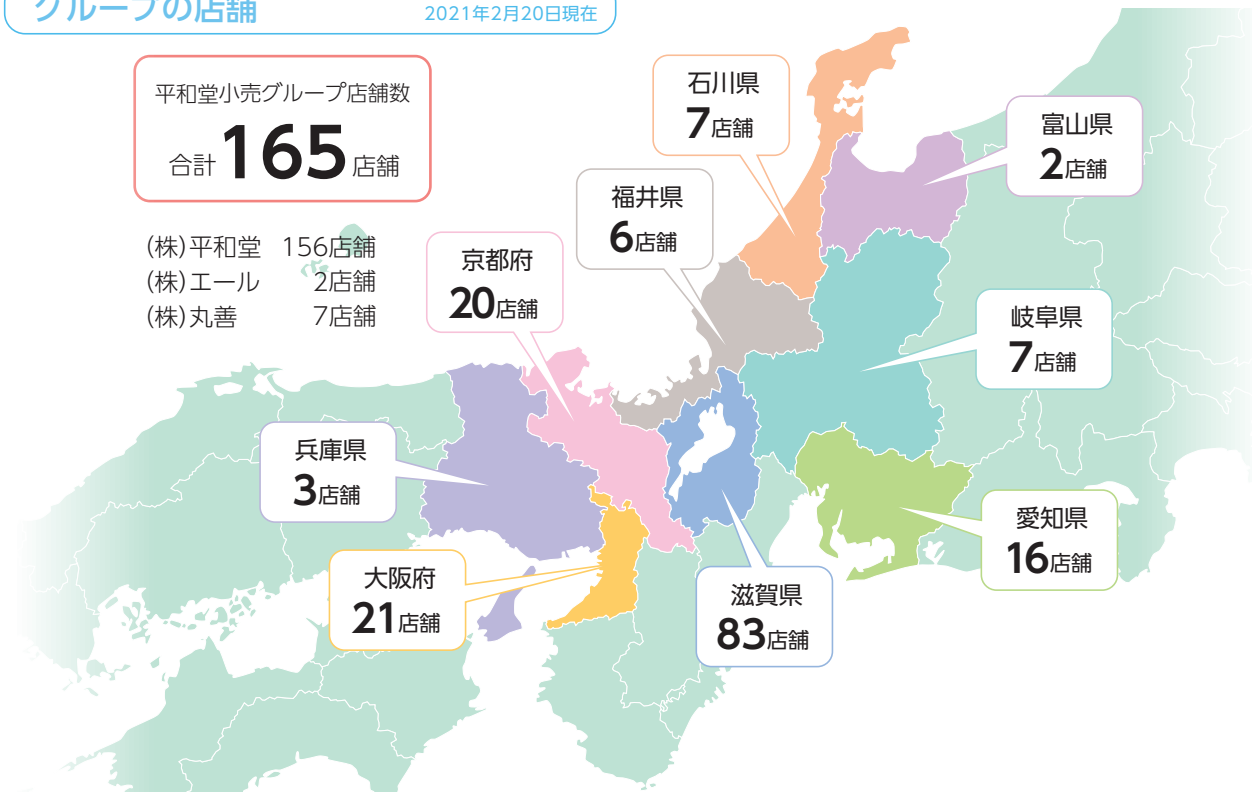 グループの店舗
2021年2月20日現在
平和堂小売グループ店舗数
合計165店舗
(株)平和堂 156店舗
(株)エール 2店舗
(株)丸善 7店舗
石川県
7店舗
富山県
2店舗
福井県
6店舗
京都府
20店舗
岐阜県
7店舗
兵庫県
3店舗
愛知県
16店舗
大阪府
21店舗
滋賀県
83店舗